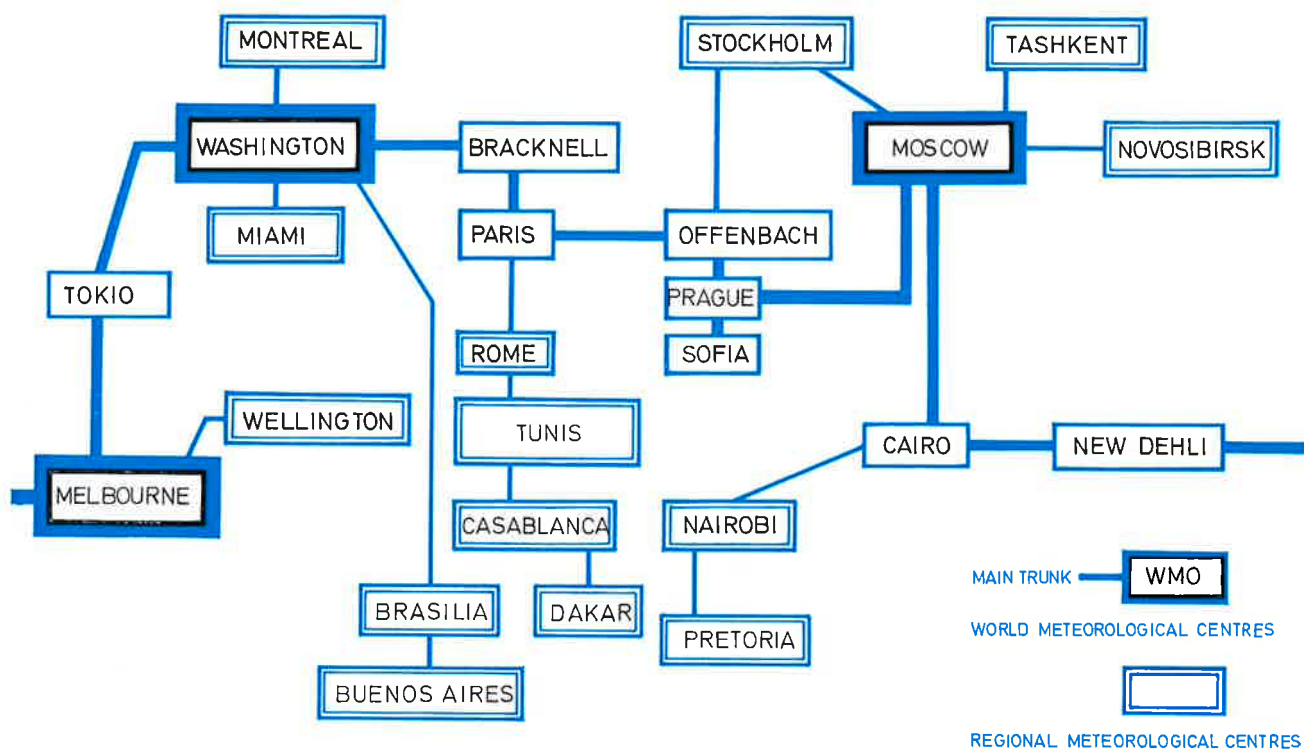 MONTREAL
STOCKHOLM
TASHKENT
WASHINGTON
BRACKNELL
MOSCOW
NOVOSIBIRSK
MIAMI
PARIS
OFFENBACH
TOKIO
PRAGUE
ROME
SOFIA
WELLINGTON
TUNIS
CAIRO
NEW DEHLI
MELBOURNE
CASABLANCA
NAIROBI
BRASILIA
DAKAR
PRETORIA
BUENOS AIRES
MAIN TRUNK
WMO
WORLD METEOROLOGICAL CENTRES
REGIONAL METEOROLOGICAL CENTRES